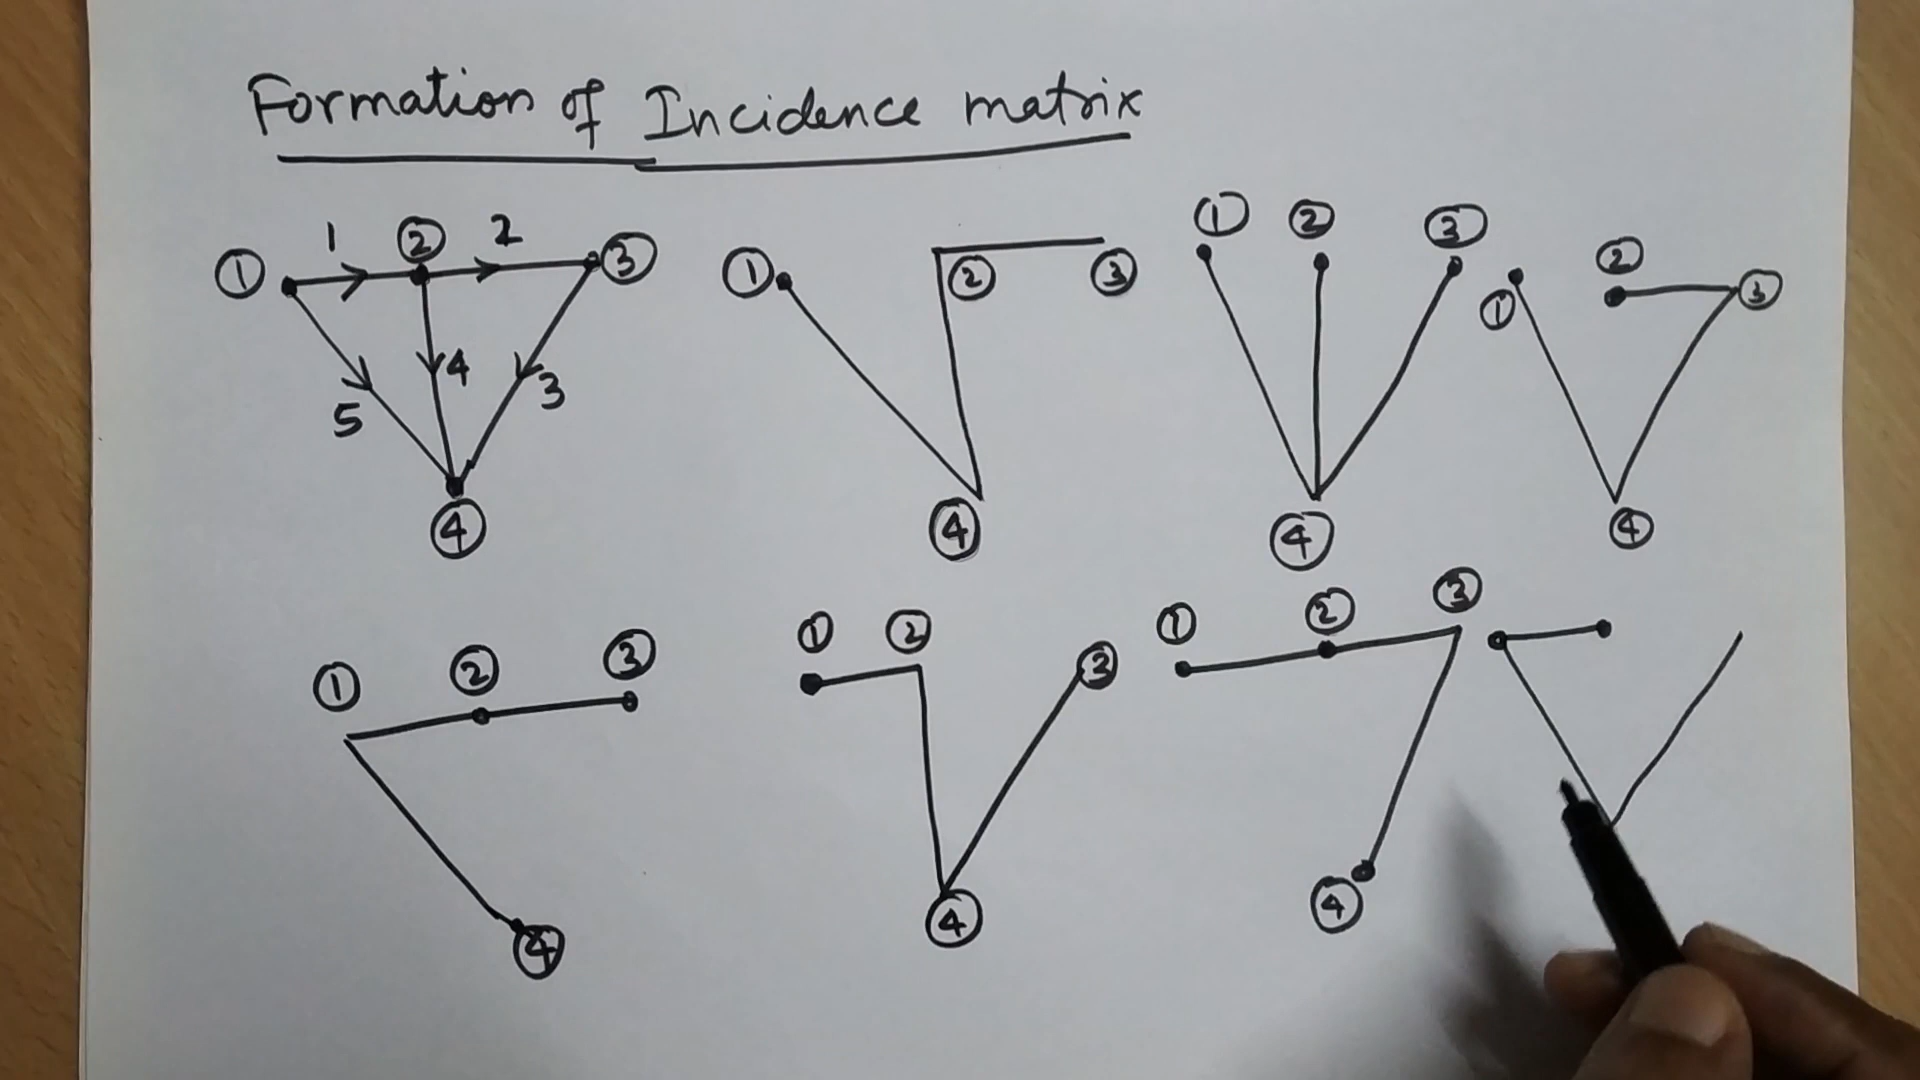 Formation of Incidence matrix
① 1 ② 2 ③
5 4 3
④
① ② ③
④
① ② ③
④
① ② ③
④
① ② ③
④
① ② ③
④
① ② ③
④